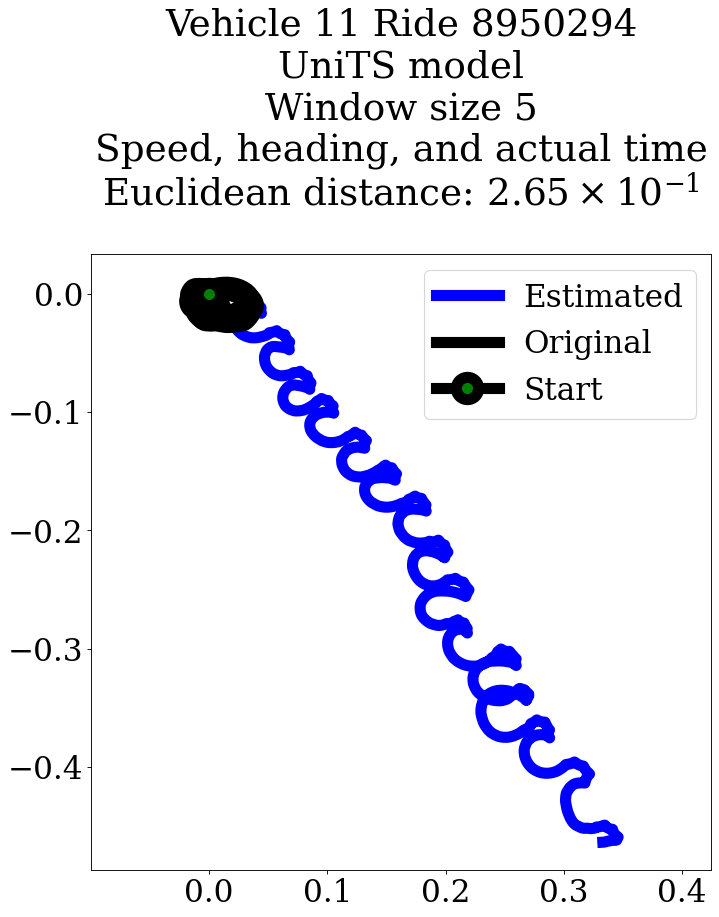 Vehicle 11 Ride 8950294
UniTS model
Window size 5
Speed, heading, and actual time
Euclidean distance: 2.65 × 10⁻¹
Estimated
Original
Start
0.0
−0.1
−0.2
−0.3
−0.4
0.0 0.1 0.2 0.3 0.4